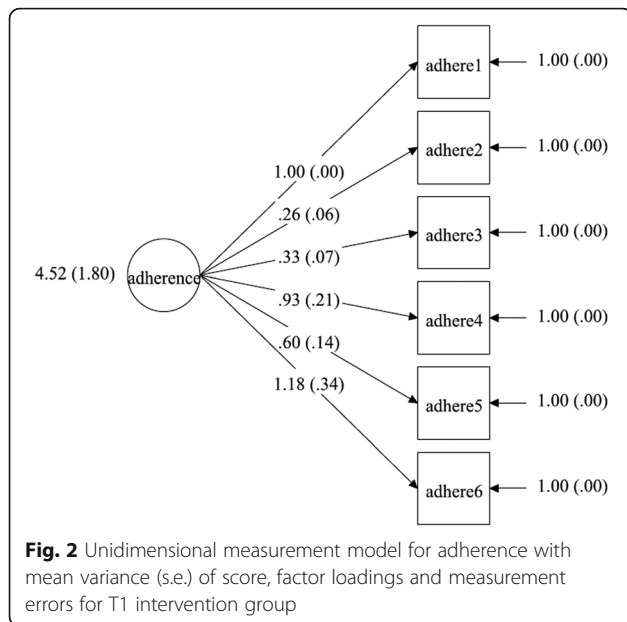 adhere1
1.00 (.00)
adhere2
1.00 (.00)
1.00 (.00)
.26 (.06)
adhere3
1.00 (.00)
.33 (.07)
4.52 (1.80)
adherence
.93 (.21)
adhere4
1.00 (.00)
.60 (.14)
1.18 (.34)
adhere5
1.00 (.00)
adhere6
1.00 (.00)
Fig. 2 Unidimensional measurement model for adherence with
mean variance (s.e.) of score, factor loadings and measurement
errors for T1 intervention group